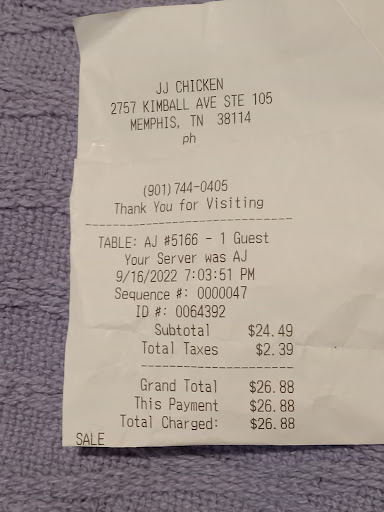 JJ CHICKEN
2757 KIMBALL AVE STE 105
MEMPHIS, TN 38114
ph
(901)744-0405
Thank You for Visiting
TABLE: AJ #5166 - 1 Guest
Your Server was AJ
9/16/2022 7:03:51 PM
Sequence #: 0000047
ID #: 0064392
Subtotal $24.49
Total Taxes $2.39
Grand Total $26.88
This Payment $26.88
Total Charged: $26.88
SALE